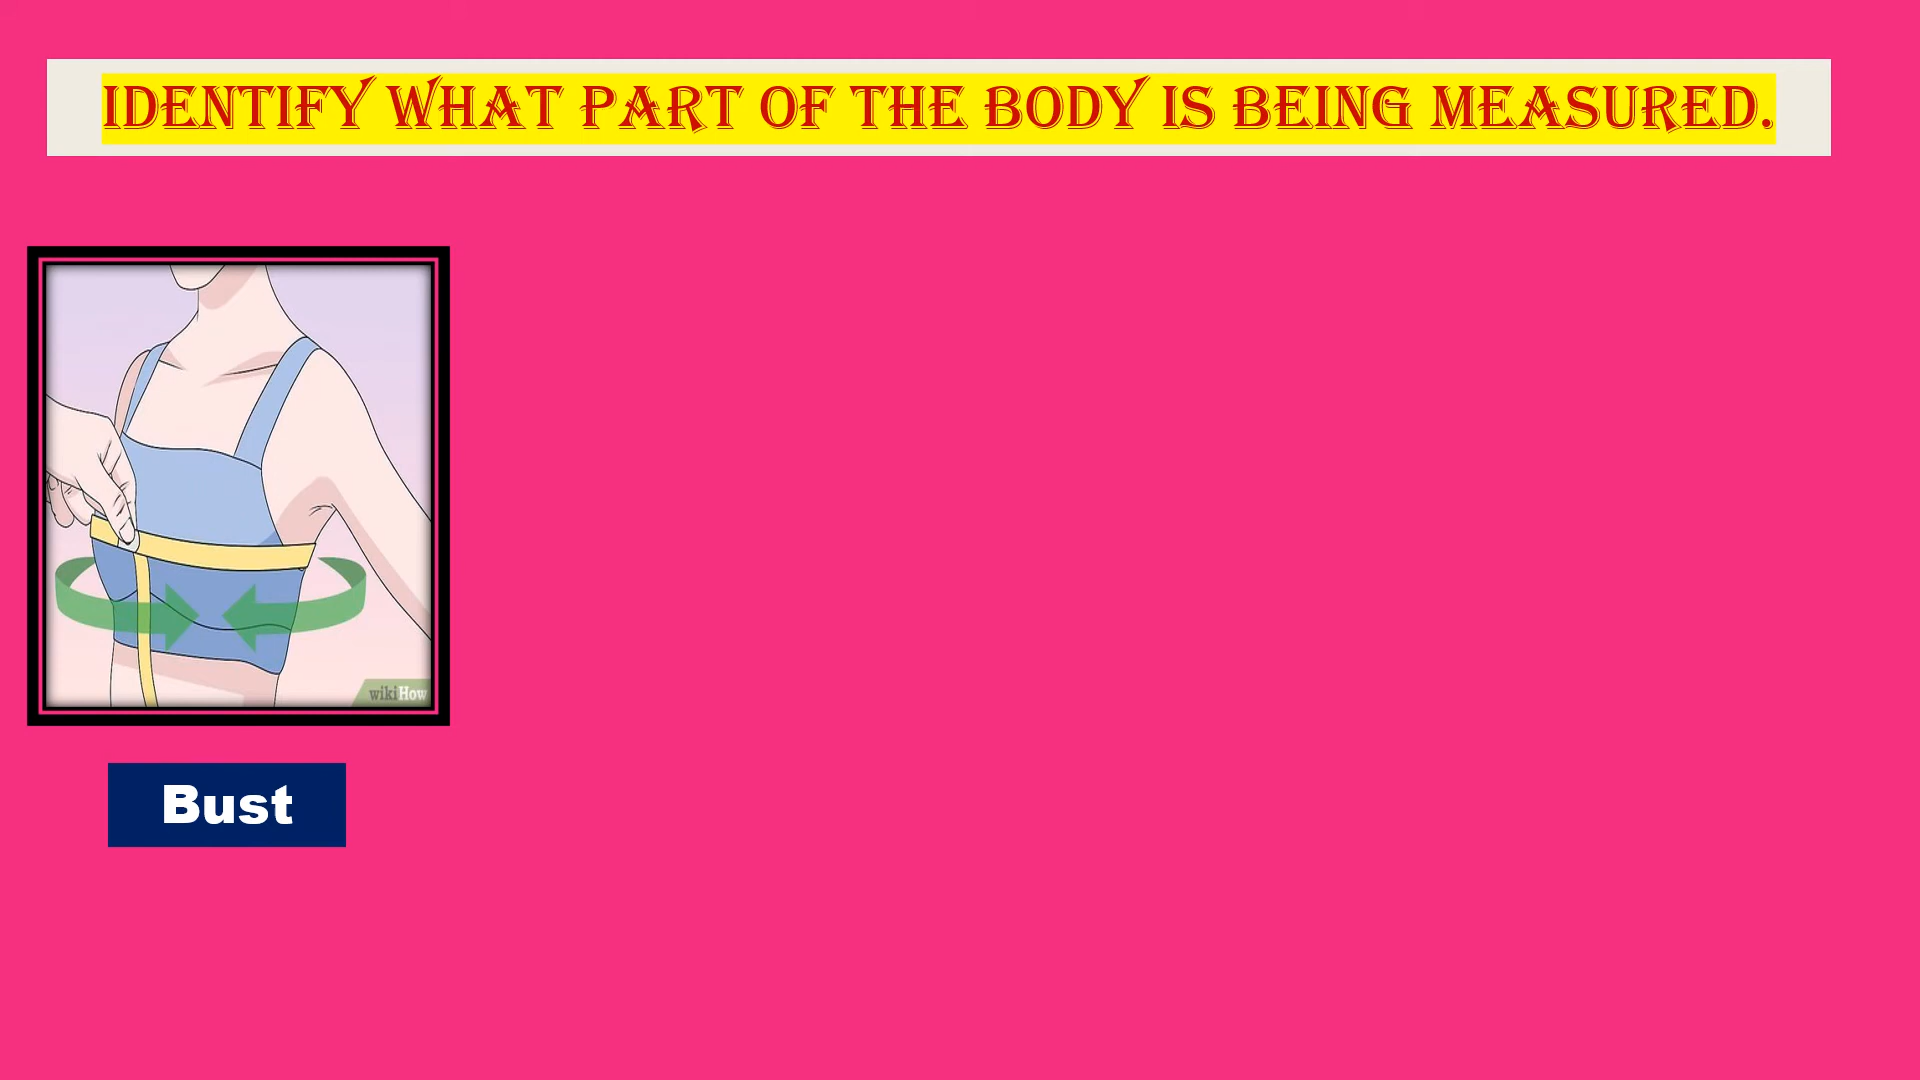 IDENTIFY WHAT PART OF THE BODY IS BEING MEASURED.
wikiHow
Bust